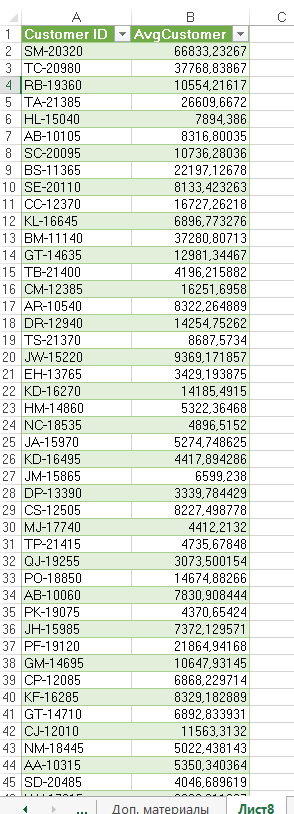 A B C
1 Customer ID AvgCustomer
2 SM-20320 66833,23267
3 TC-20980 37768,83867
4 RB-19360 10554,21617
5 TA-21385 26609,6672
6 HL-15040 7894,386
7 AB-10105 8316,80035
8 SC-20095 10736,28036
9 BS-11365 22197,12678
10 SE-20110 8133,423263
11 CC-12370 16727,26218
12 KL-16645 6896,773276
13 BM-11140 37280,80713
14 GT-14635 12981,34467
15 TB-21400 4196,215882
16 CM-12385 16251,6958
17 AR-10540 8322,264889
18 DR-12940 14254,75262
19 TS-21370 8687,5734
20 JW-15220 9369,171857
21 EH-13765 3429,193875
22 KD-16270 14185,4915
23 HM-14860 5322,36468
24 NC-18535 4896,5152
25 JA-15970 5274,748625
26 KD-16495 4417,894286
27 JM-15865 6599,238
28 DP-13390 3339,784429
29 CS-12505 8227,498778
30 MJ-17740 4412,2132
31 TP-21415 4735,67848
32 QJ-19255 3073,500154
33 PO-18850 14674,88266
34 AB-10060 7830,908444
35 PK-19075 4370,65424
36 JH-15985 7372,129571
37 PF-19120 21864,94168
38 GM-14695 10647,93145
39 CP-12085 6868,229714
40 KF-16285 8329,182889
41 GT-14710 6892,833931
42 CJ-12010 11563,3132
43 NM-18445 5022,438143
44 AA-10315 5350,340364
45 SD-20485 4046,689619
... Доп. материалы Лист8